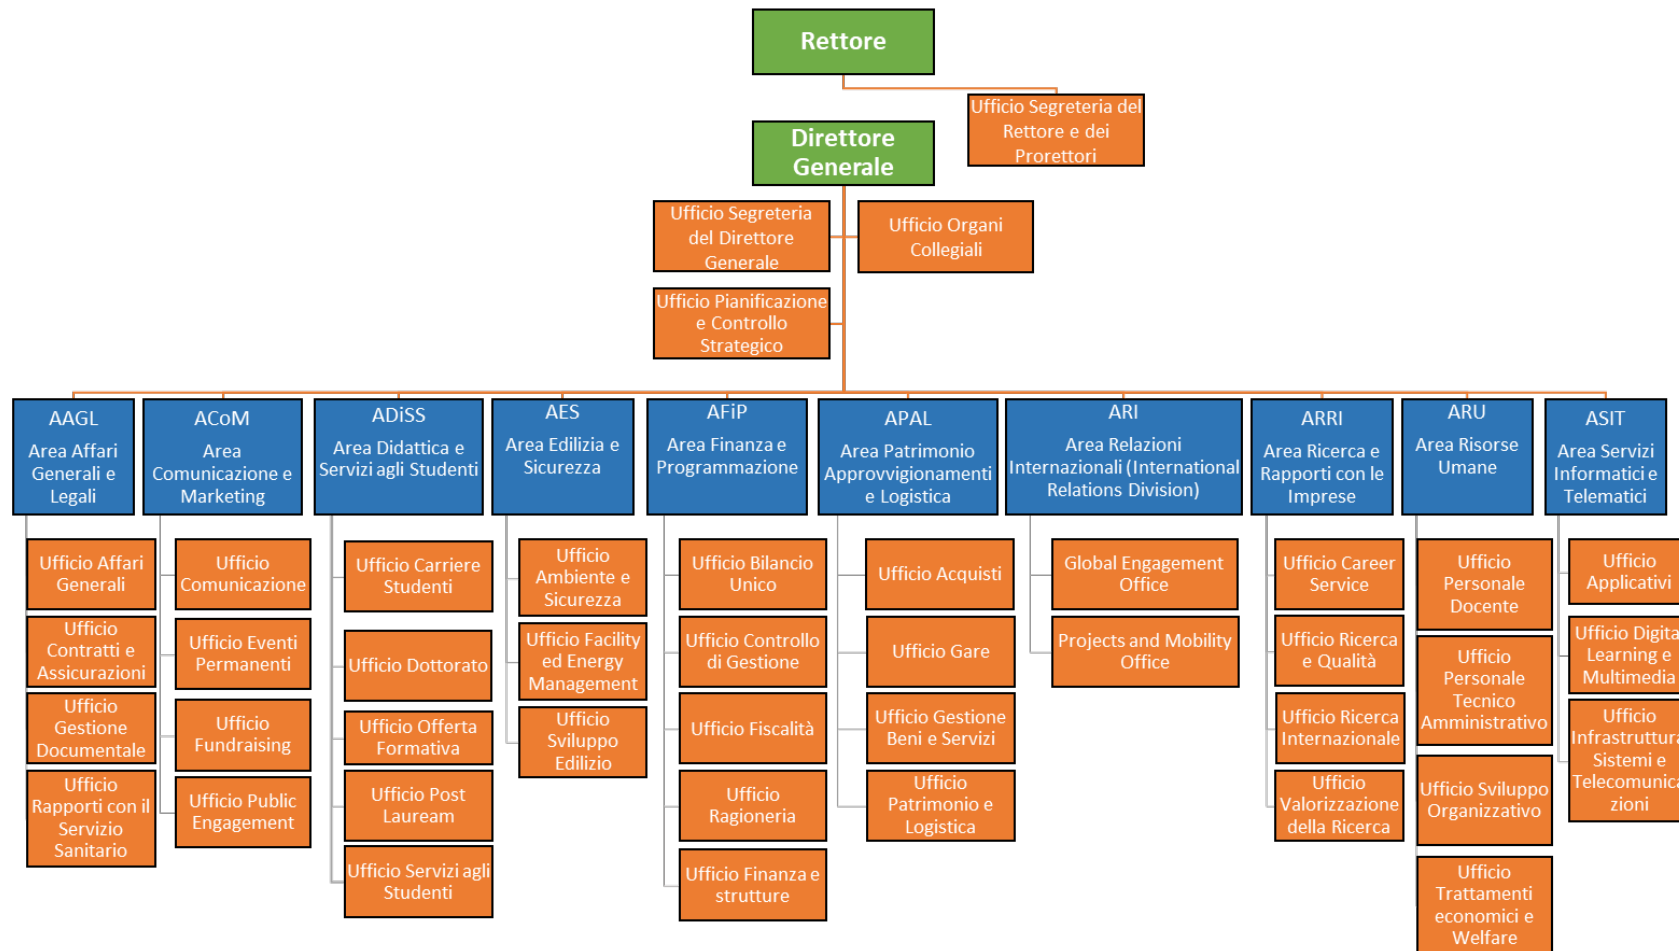 Rettore
Ufficio Segreteria del
Rettore e dei
Prorettori
Direttore
Generale
Ufficio Segreteria
del Direttore
Generale
Ufficio Organi
Collegiali
Ufficio Pianificazione
e Controllo
Strategico
AAGL
Area Affari
Generali e
Legali
ACoM
Area
Comunicazione e
Marketing
ADiSS
Area Didattica e
Servizi agli Studenti
AES
Area Edilizia e
Sicurezza
AFiP
Area Finanza e
Programmazione
APAL
Area Patrimonio
Approvvigionamenti
e Logistica
ARI
Area Relazioni
Internazionali (International
Relations Division)
ARRI
Area Ricerca e
Rapporti con le
Imprese
ARU
Area Risorse
Umane
ASIT
Area Servizi
Informatici e
Telematici
Ufficio Affari
Generali
Ufficio
Contratti e
Assicurazioni
Ufficio
Gestione
Documentale
Ufficio
Rapporti con il
Servizio
Sanitario
Ufficio
Comunicazione
Ufficio Eventi
Permanenti
Ufficio
Fundraising
Ufficio Public
Engagement
Ufficio Carriere
Studenti
Ufficio Dottorato
Ufficio Offerta
Formativa
Ufficio Post
Lauream
Ufficio Servizi agli
Studenti
Ufficio
Ambiente e
Sicurezza
Ufficio Facility
ed Energy
Management
Ufficio
Sviluppo
Edilizio
Ufficio Bilancio
Unico
Ufficio Controllo
di Gestione
Ufficio Fiscalità
Ufficio
Ragioneria
Ufficio Finanza e
strutture
Ufficio Acquisti
Ufficio Gare
Ufficio Gestione
Beni e Servizi
Ufficio
Patrimonio e
Logistica
Global Engagement
Office
Projects and Mobility
Office
Ufficio Career
Service
Ufficio Ricerca
e Qualità
Ufficio Ricerca
Internazionale
Ufficio
Valorizzazione
della Ricerca
Ufficio
Personale
Docente
Ufficio
Personale
Tecnico
Amministrativo
Ufficio Sviluppo
Organizzativo
Ufficio
Trattamenti
economici e
Welfare
Ufficio
Applicativi
Ufficio Digital
Learning e
Multimedia
Ufficio
Infrastruttura
Sistemi e
Telecomunica
zioni